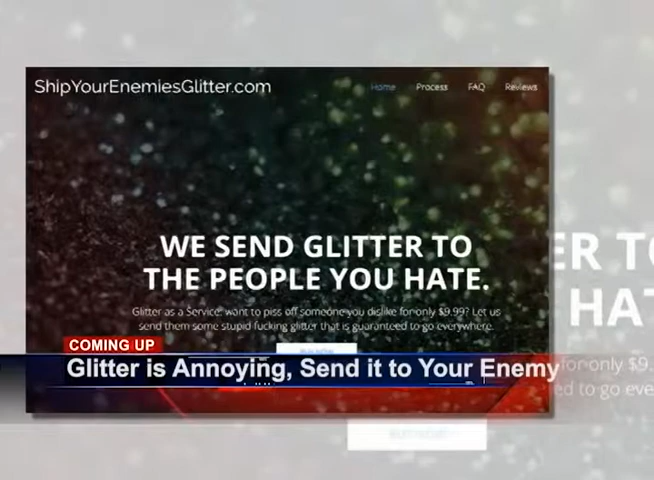 ShipYourEnemiesGlitter.com
Home Process FAQ Reviews
WE SEND GLITTER TO
THE PEOPLE YOU HATE.
Glitter as a Service: want to piss off someone you dislike for only $9.99? Let us
send them some stupid fucking glitter that is guaranteed to go everywhere.
COMING UP
Glitter is Annoying, Send it to Your Enemy
ER TO
HAT
for only $9.
ed to go eve